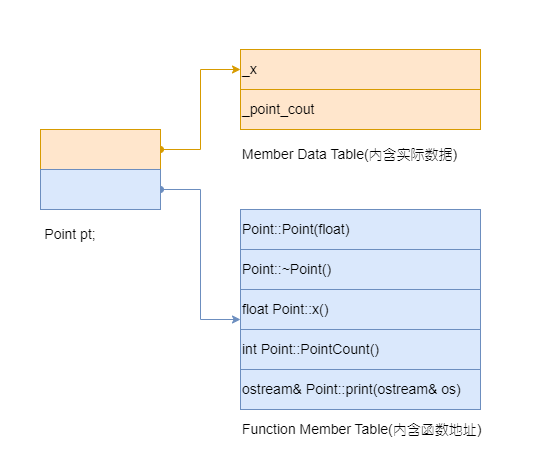 _x
_point_cout
Member Data Table(内含实际数据)
Point pt;
Point::Point(float)
Point::~Point()
float Point::x()
int Point::PointCount()
ostream& Point::print(ostream& os)
Function Member Table(内含函数地址)